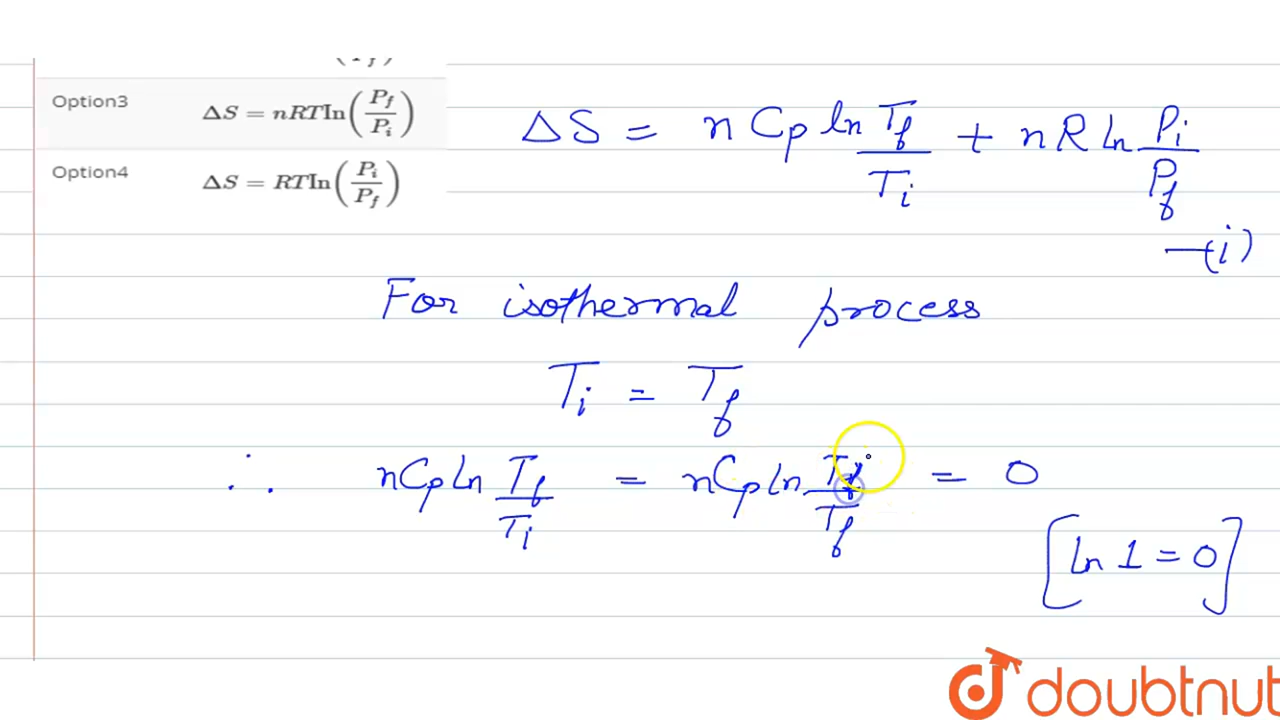 (T_f)
Option3 ΔS = nRTln(P_f/P_i)
Option4 ΔS = RTln(P_i/P_f)
ΔS = nCp ln T_f/T_i + nR ln P_i/P_f
—(i)
For isothermal process
T_i = T_f
∴ nCp ln T_f/T_i = nCp ln T_f/T_f = 0
[ln 1 = 0]
doubtnut